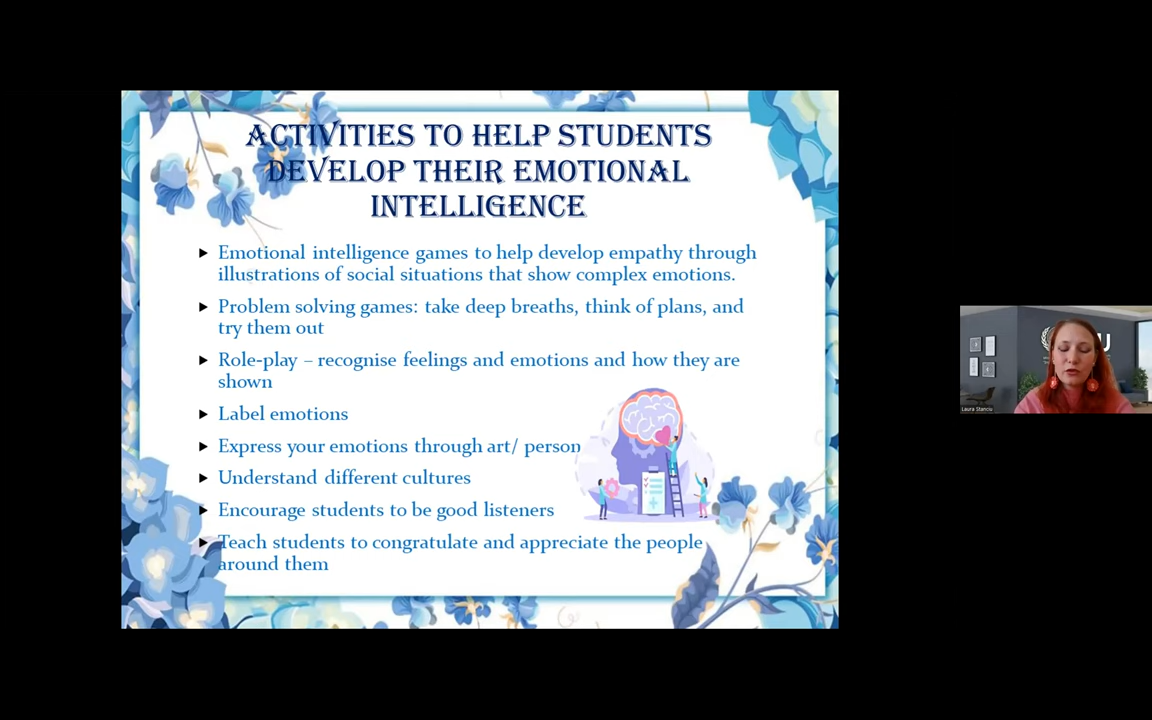 ACTIVITIES TO HELP STUDENTS
DEVELOP THEIR EMOTIONAL
INTELLIGENCE
Emotional intelligence games to help develop empathy through
illustrations of social situations that show complex emotions.
Problem solving games: take deep breaths, think of plans, and
try them out
Role-play – recognise feelings and emotions and how they are
shown
Label emotions
Express your emotions through art/ person
Understand different cultures
Encourage students to be good listeners
Teach students to congratulate and appreciate the people
around them
Laura Stanciu